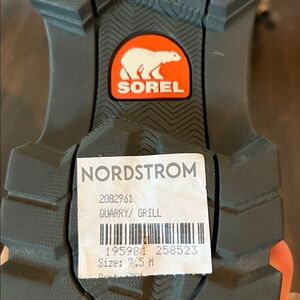 SOREL
NORDSTROM
2082961
QUARRY/ GRILL
195981 258523
Size: 7.5 M